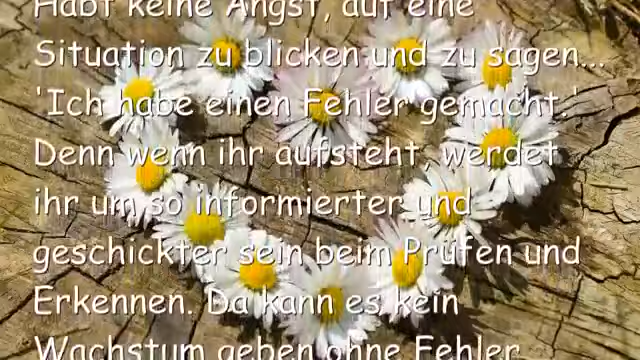 Habt keine Angst, auf eine
Situation zu blicken und zu sagen...
'Ich habe einen Fehler gemacht.'
Denn wenn ihr aufsteht, werdet
ihr um so informierter und
geschickter sein beim Prüfen und
Erkennen. Da kann es kein
Wachstum geben ohne Fehler